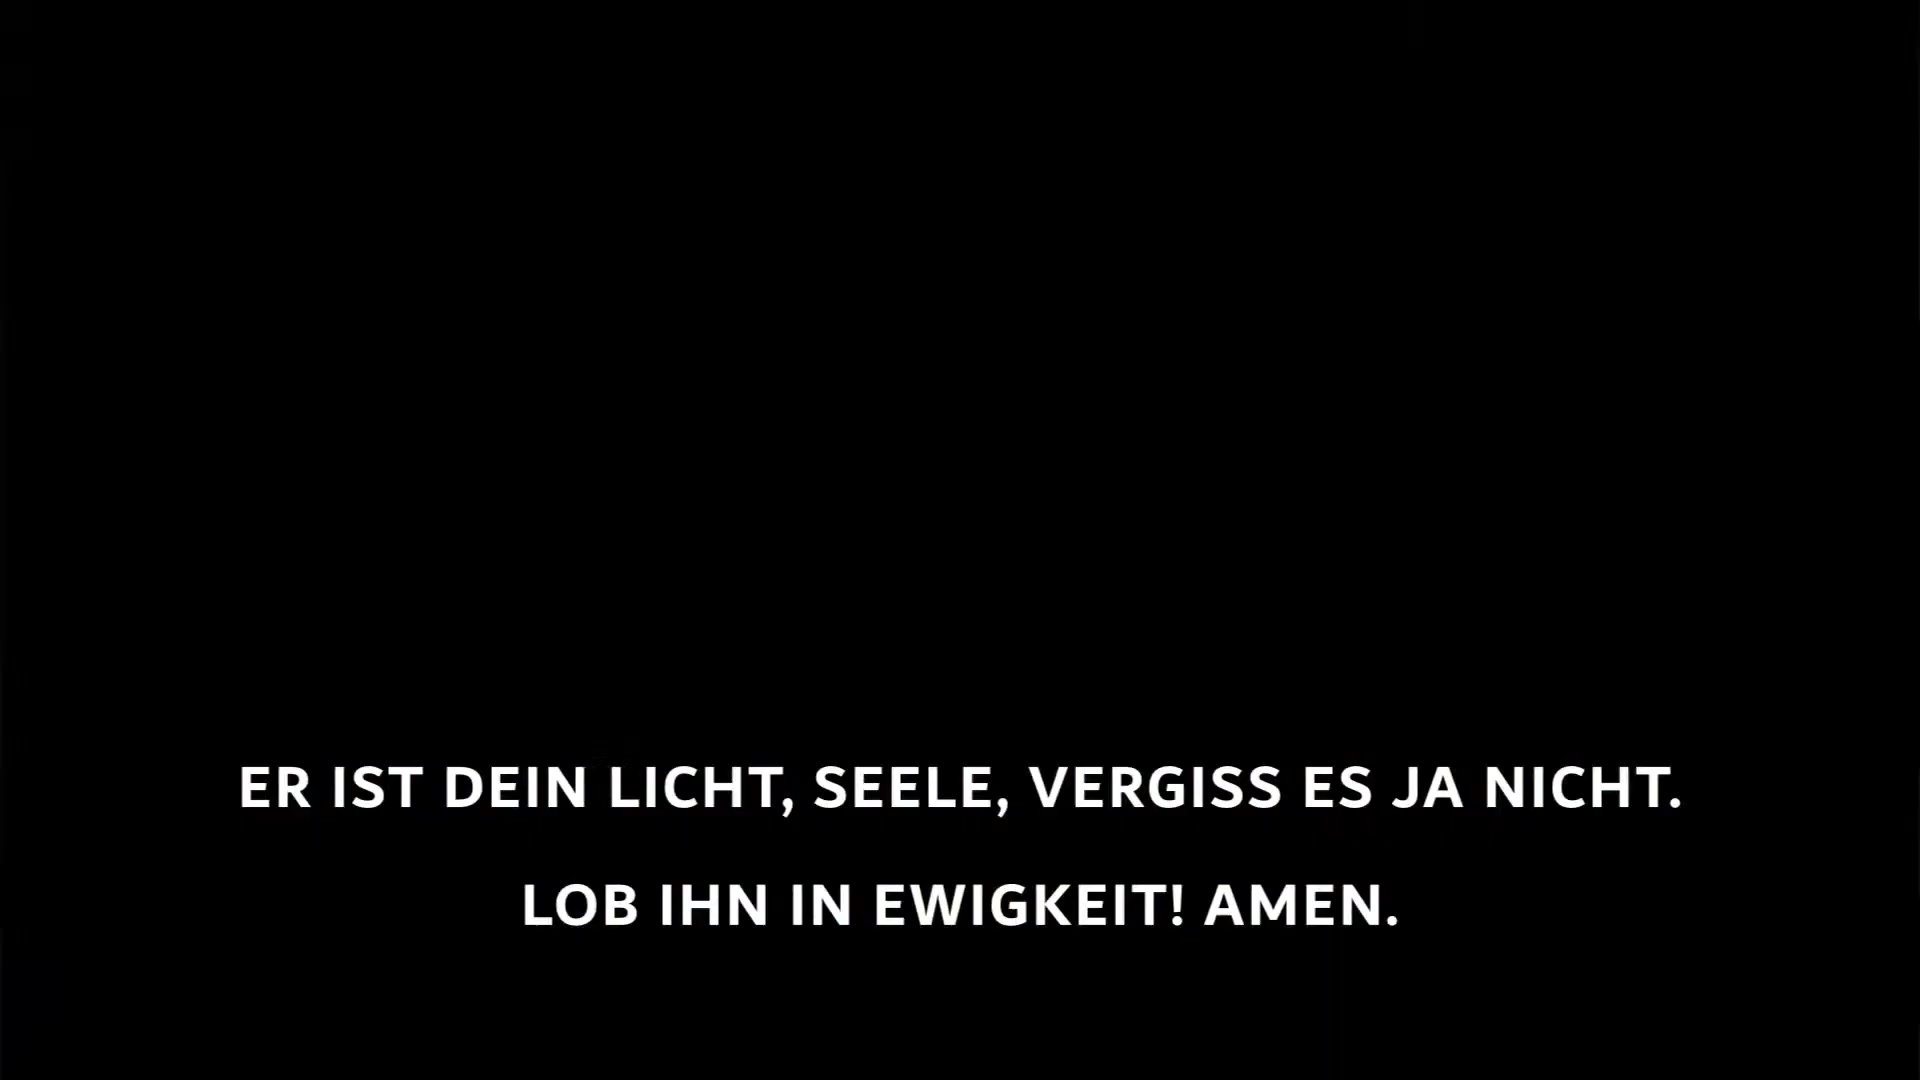 ER IST DEIN LICHT, SEELE, VERGISS ES JA NICHT.
LOB IHN IN EWIGKEIT! AMEN.